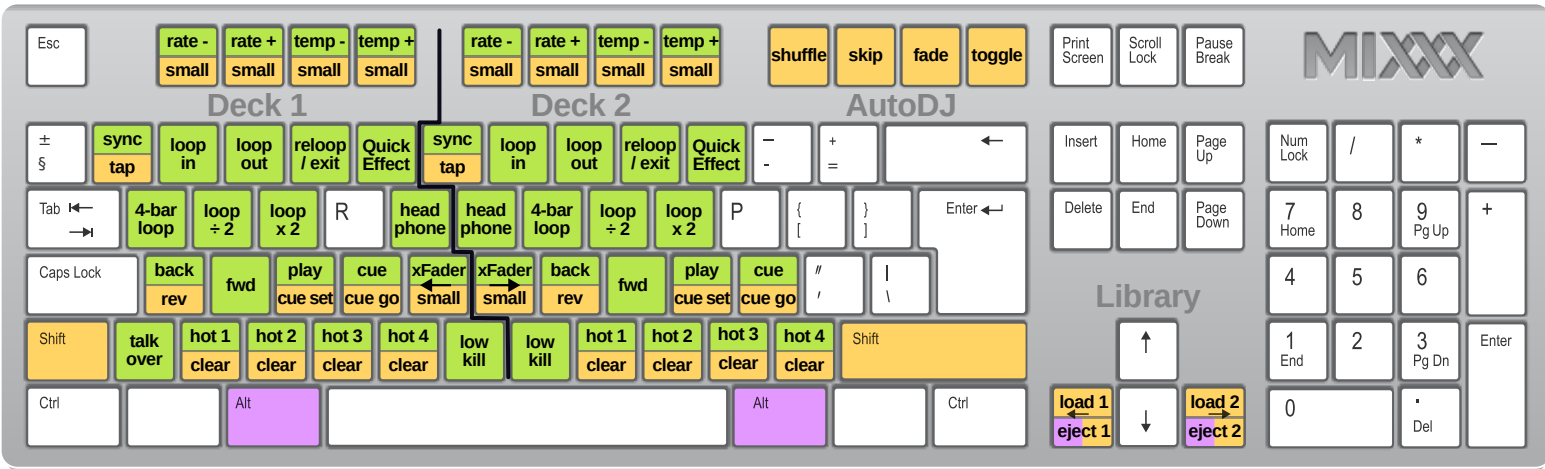 Esc
rate - rate + temp - temp + rate - rate + temp - temp +
small small small small small small small small
shuffle skip fade toggle
Print Screen
Scroll Lock
Pause Break
MIXXX
Deck 1 Deck 2 AutoDJ
±
§
sync
tap
loop
in
loop
out
reloop
/ exit
Quick
Effect
sync
tap
loop
in
loop
out
reloop
/ exit
Quick
Effect
—
-
+
=
←
Insert
Home
Page
Up
Num
Lock
/
*
—
Tab
4-bar
loop
loop
÷ 2
loop
x 2
R
head
phone
head
phone
4-bar
loop
loop
÷ 2
loop
x 2
P
{
[
}
]
Enter
Delete
End
Page
Down
7
Home
8
9
Pg Up
+
Caps Lock
back
rev
fwd
play
cue set
cue
cue go
xFader
←
small
xFader
→
small
back
rev
fwd
play
cue set
cue
cue go
"
'
|
\
Library
4
5
6
Shift
talk
over
hot 1
clear
hot 2
clear
hot 3
clear
hot 4
clear
low
kill
low
kill
hot 1
clear
hot 2
clear
hot 3
clear
hot 4
clear
Shift
↑
1
End
2
3
Pg Dn
Enter
Ctrl
Alt
Alt
Ctrl
load 1
←
eject 1
↓
load 2
→
eject 2
0
.
Del